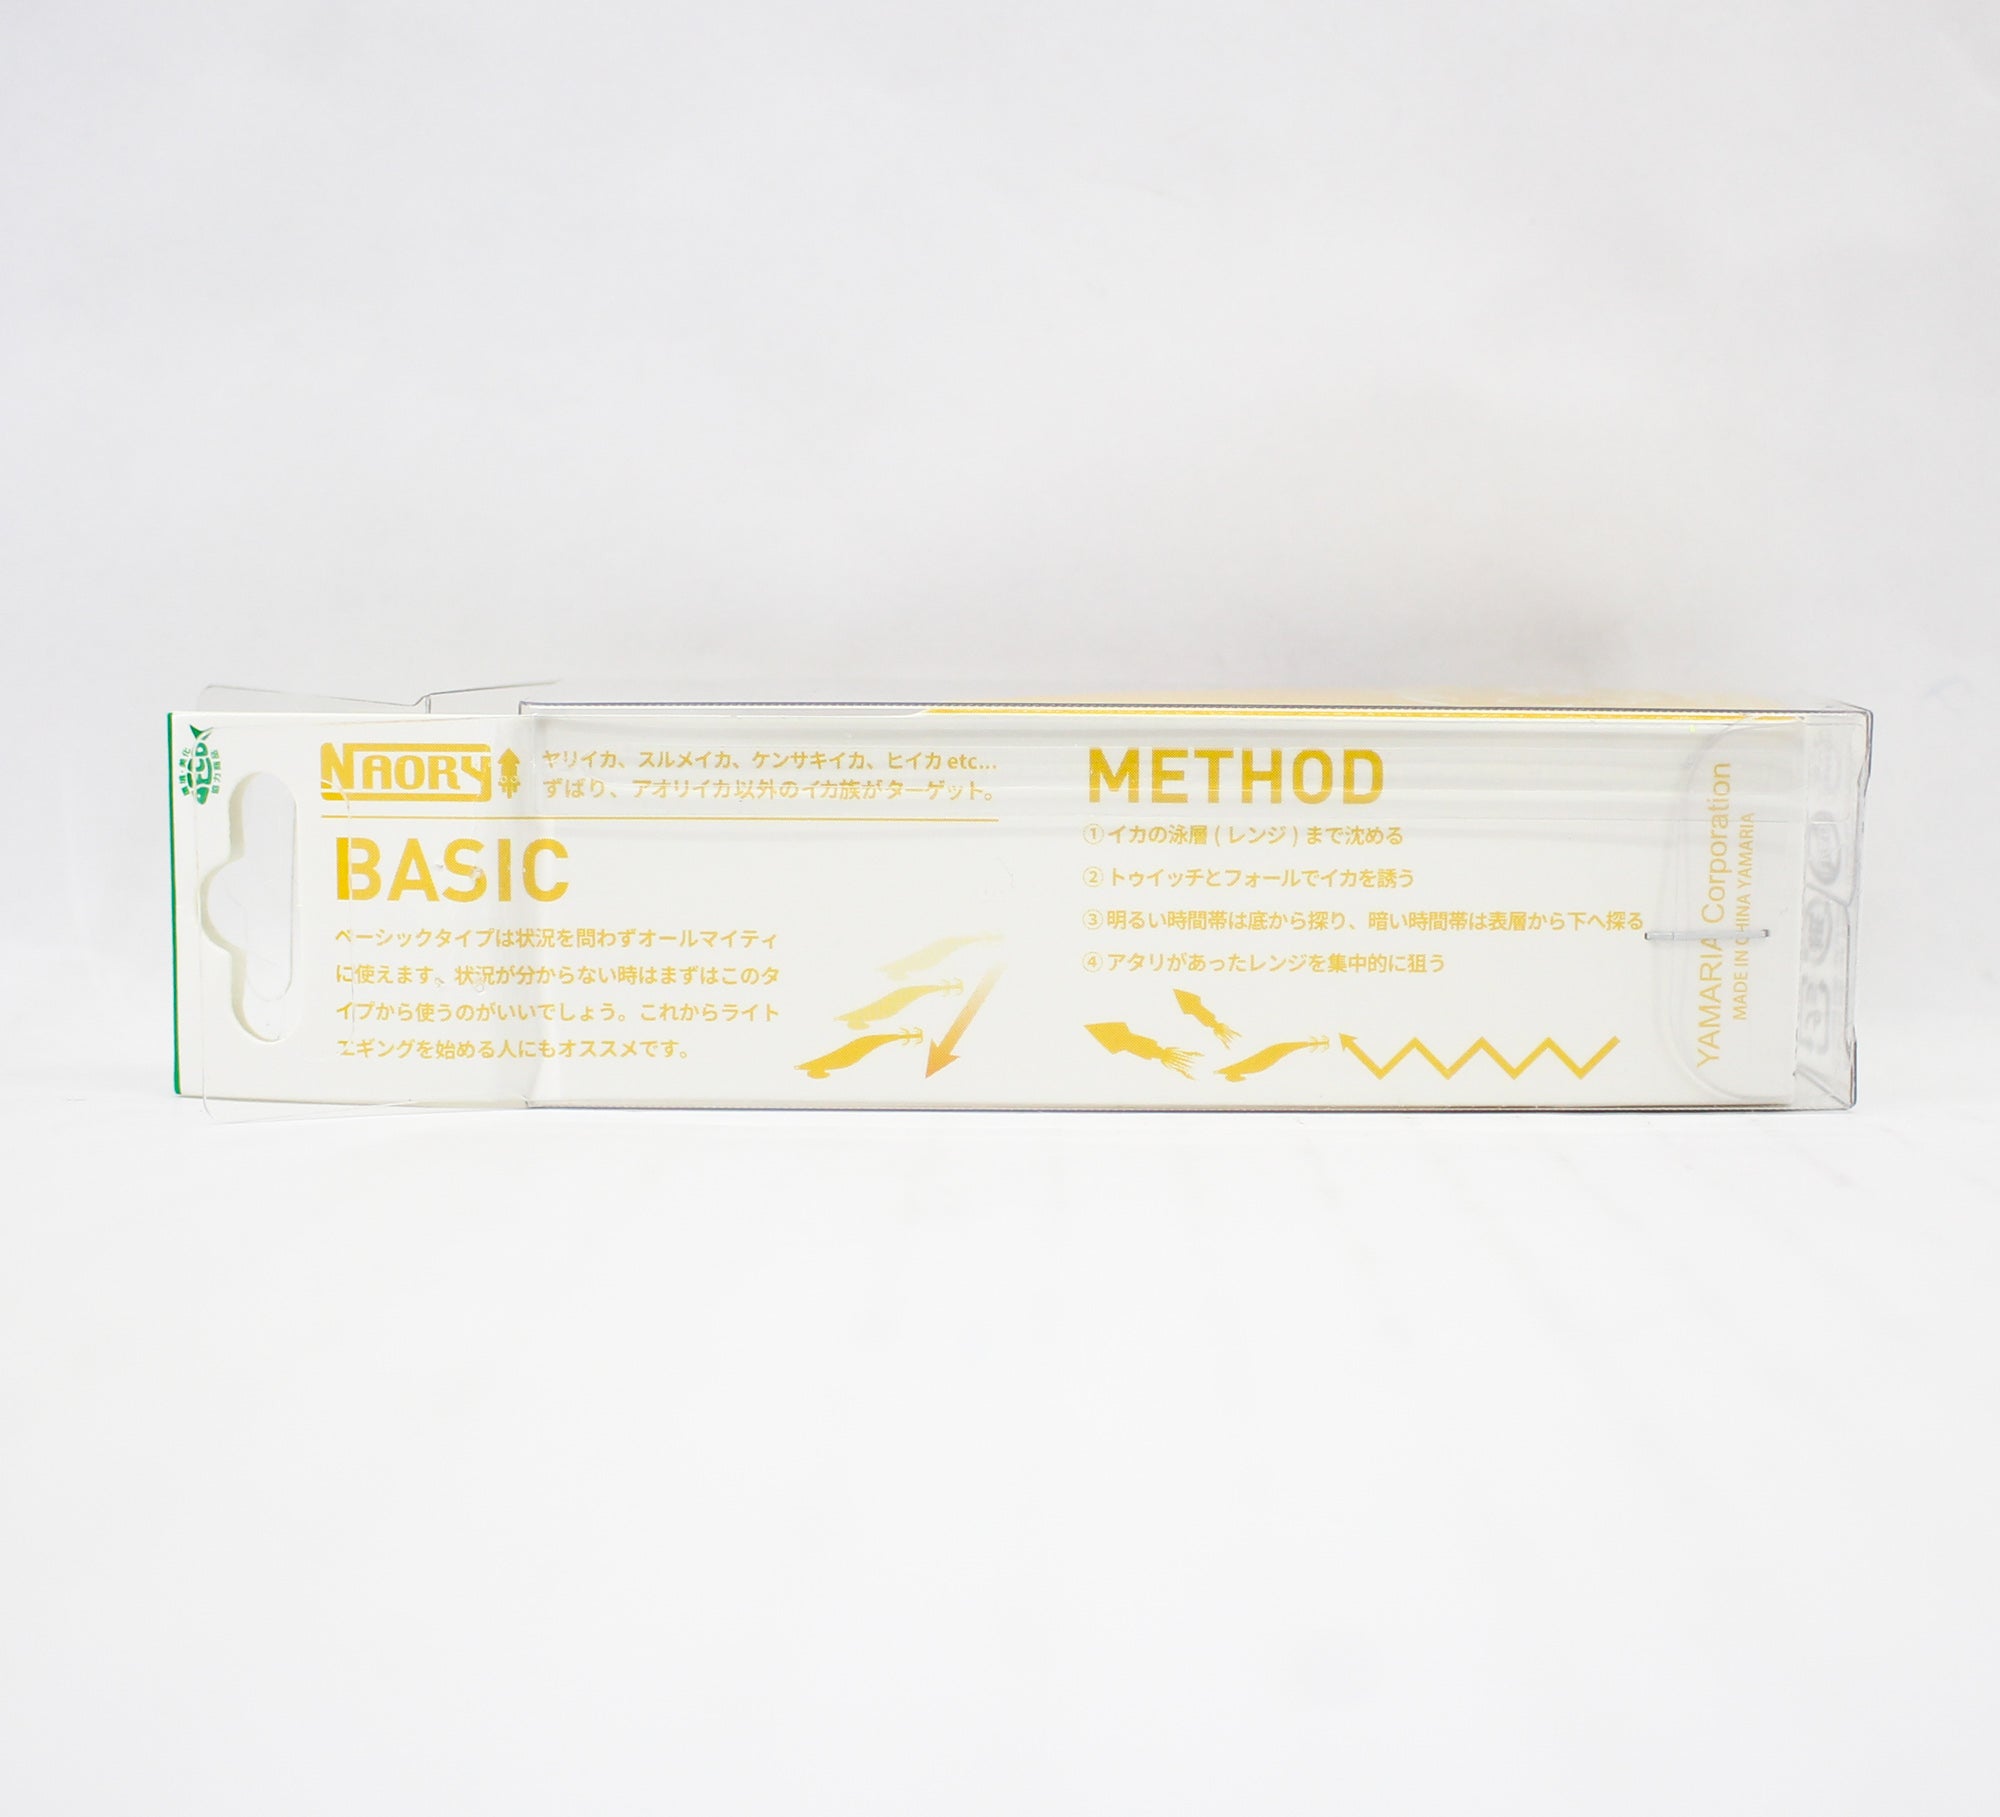 NAORY
ヤリイカ、スルメイカ、ケンサキイカ、ヒイカ etc...
ずばり、アオリイカ以外のイカ族がターゲット。
BASIC
ベーシックタイプは状況を問わずオールマイティ
に使えます。状況が分からない時はまずはこのタ
イプから使うのがいいでしょう。これからライト
エギングを始める人にもオススメです。
METHOD
①イカの泳層 ( レンジ ) まで沈める
②トゥイッチとフォールでイカを誘う
③明るい時間帯は底から探り、暗い時間帯は表層から下へ探る
④アタリがあったレンジを集中的に狙う
YAMARIA Corporation
MADE IN CHINA YAMARIA